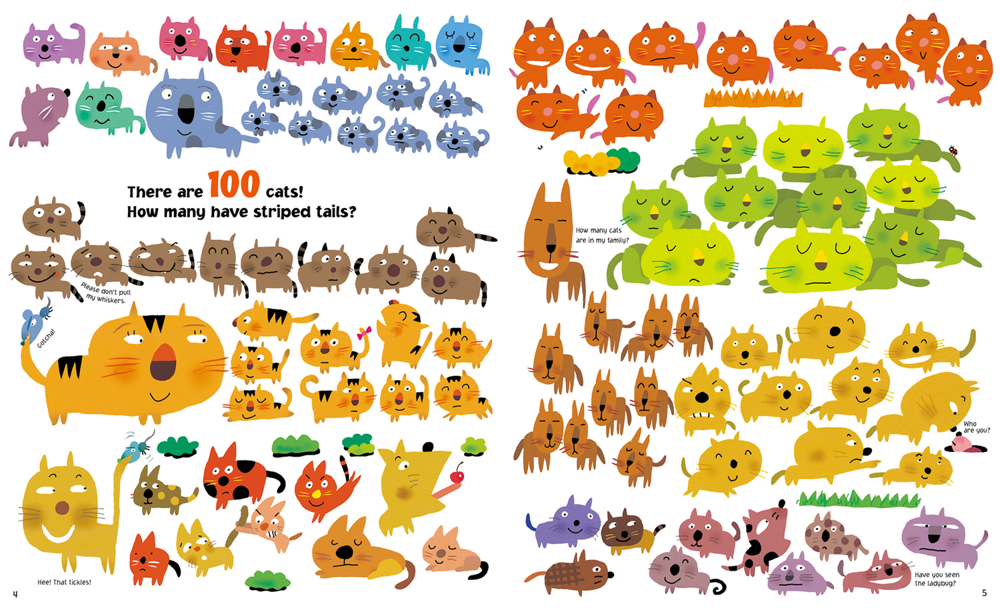 There are 100 cats!
How many have striped tails?
Please don't pull
my whiskers.
Gotcha!
Hee! That tickles!
4
How many cats
are in my family?
Who
are you?
Have you seen
the ladybug?
5